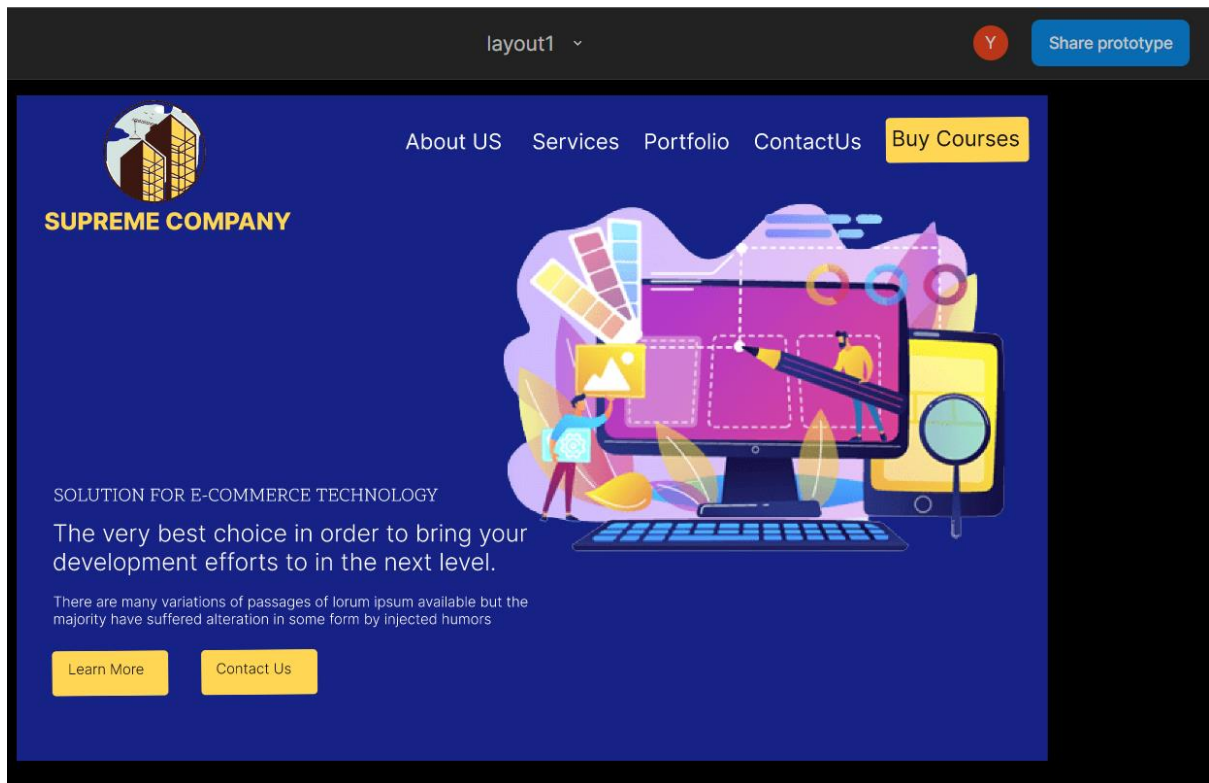 layout1
Y
Share prototype
SUPREME COMPANY
About US Services Portfolio ContactUs Buy Courses
SOLUTION FOR E-COMMERCE TECHNOLOGY
The very best choice in order to bring your
development efforts to in the next level.
There are many variations of passages of lorum ipsum available but the
majority have suffered alteration in some form by injected humors
Learn More
Contact Us